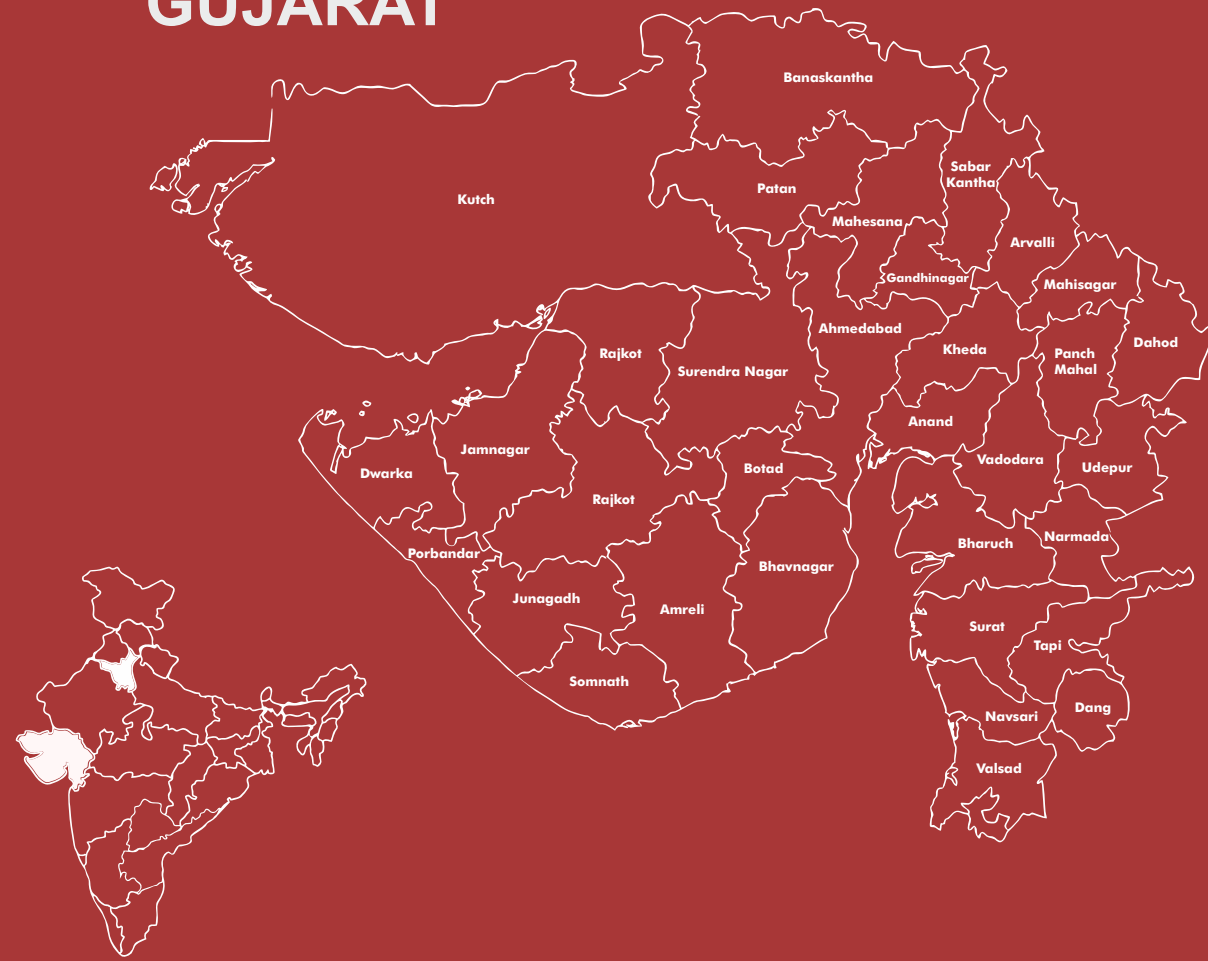 GUJARAT
Banaskantha
Sabar
Kantha
Patan
Kutch
Mahesana
Arvalli
Gandhinagar
Mahisagar
Ahmedabad
Dahod
Kheda
Rajkot
Panch
Mahal
Surendra Nagar
Anand
Jamnagar
Vadodara
Botad
Udepur
Dwarka
Rajkot
Narmada
Bharuch
Porbandar
Bhavnagar
Junagadh
Amreli
Surat
Tapi
Somnath
Dang
Navsari
Valsad